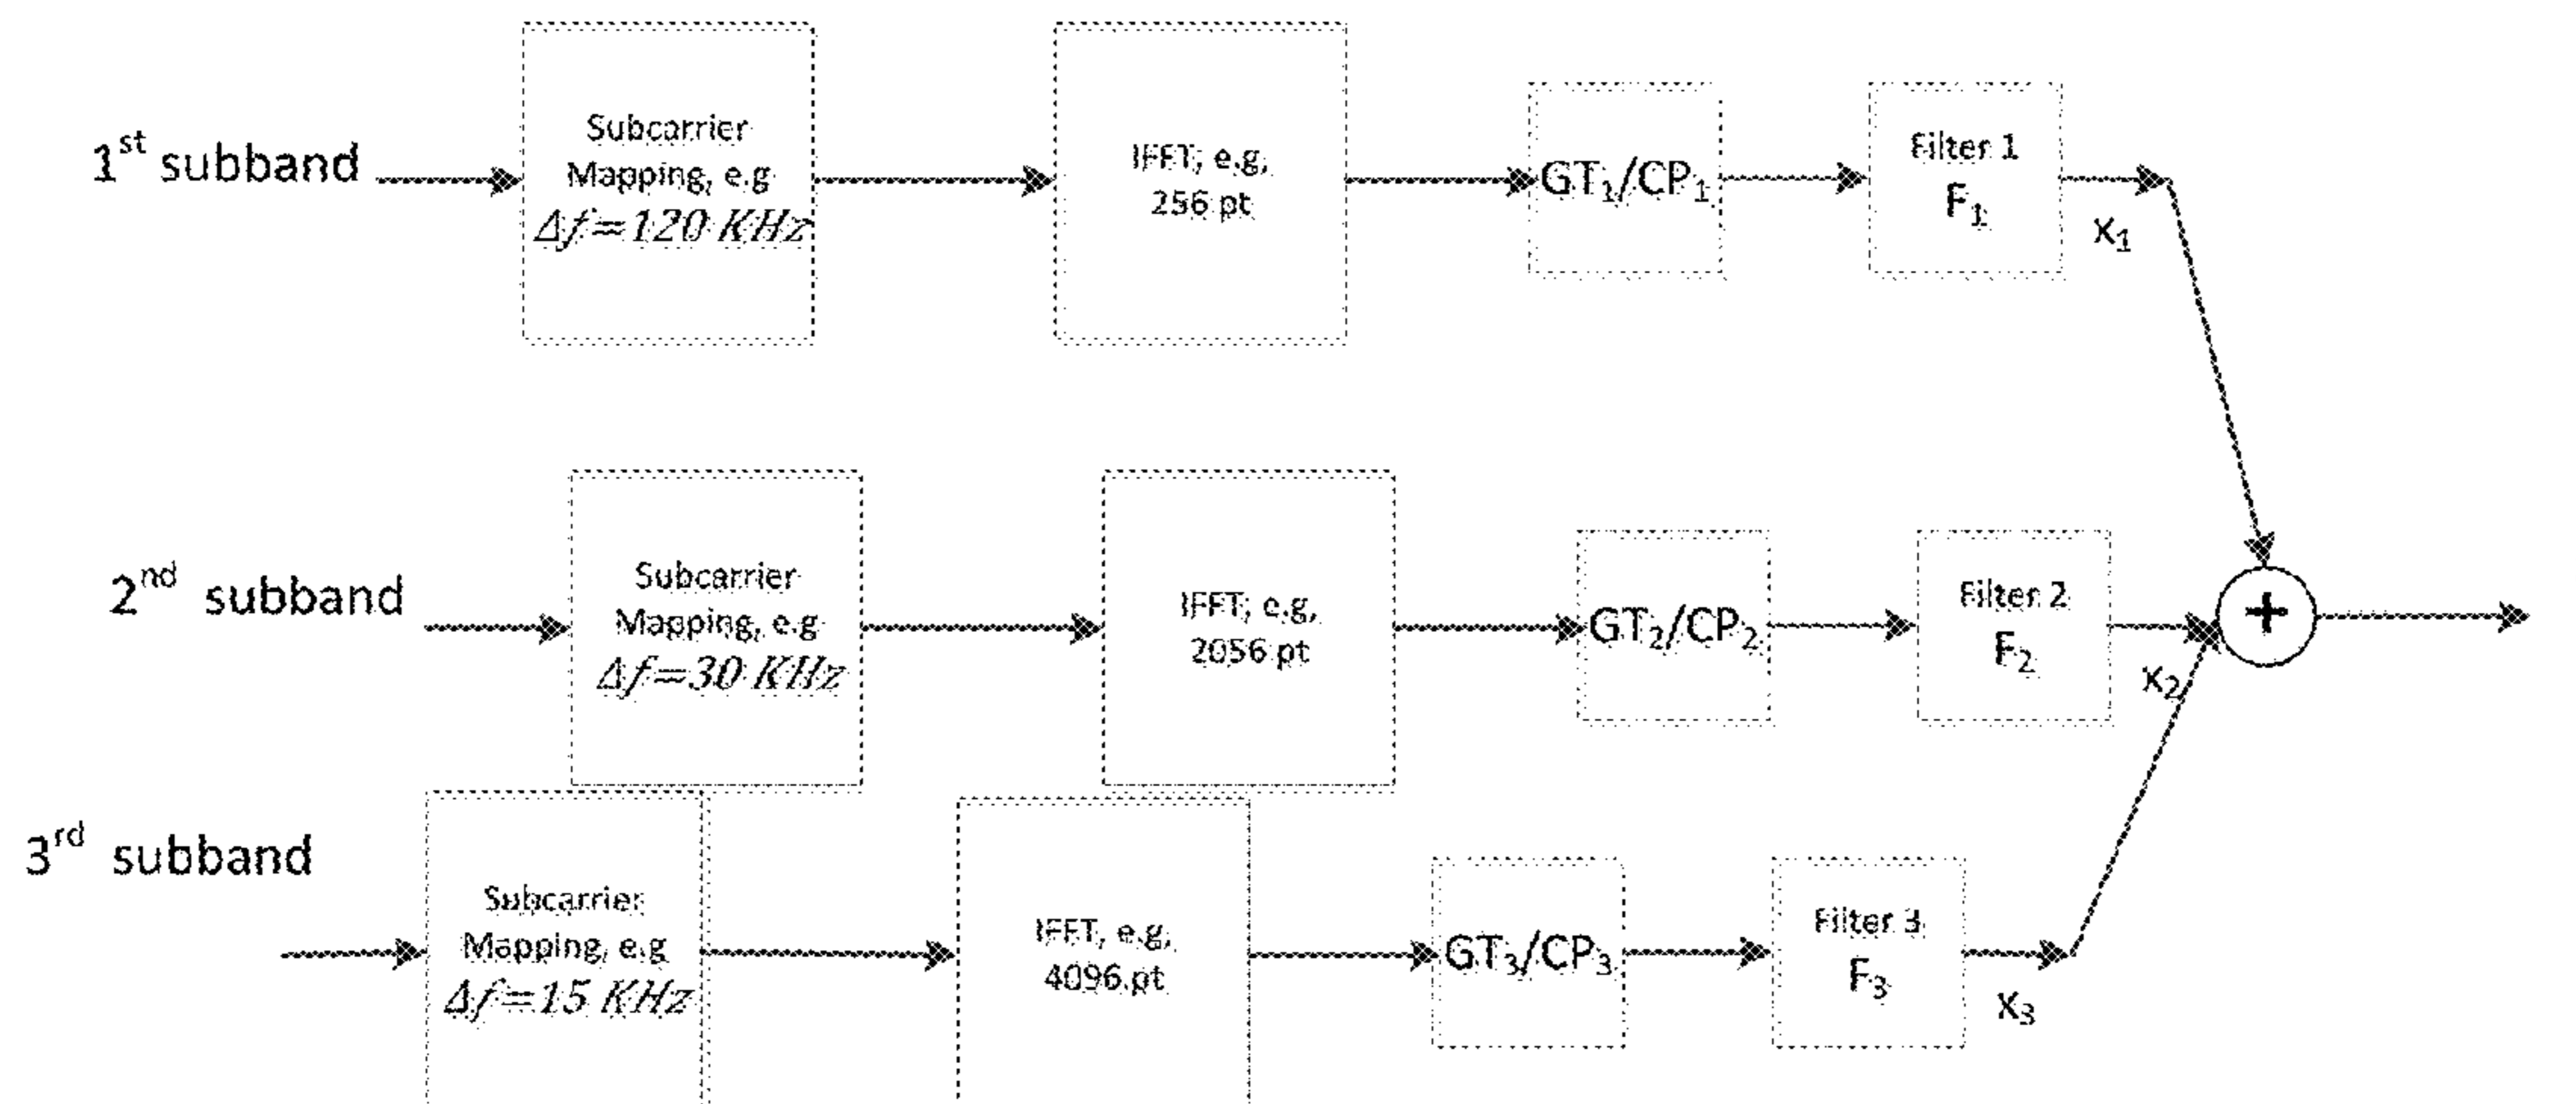 1st subband
Subcarrier
Mapping, e.g
Δf=120 KHz
IFFT, e.g,
256 pt
GT1/CP1
Filter 1
F1
x1
2nd subband
Subcarrier
Mapping, e.g
Δf=30 KHz
IFFT, e.g,
2056 pt
GT2/CP2
Filter 2
F2
x2
+
3rd subband
Subcarrier
Mapping, e.g
Δf=15 KHz
IFFT, e.g,
4096 pt
GT3/CP3
Filter 3
F3
x3